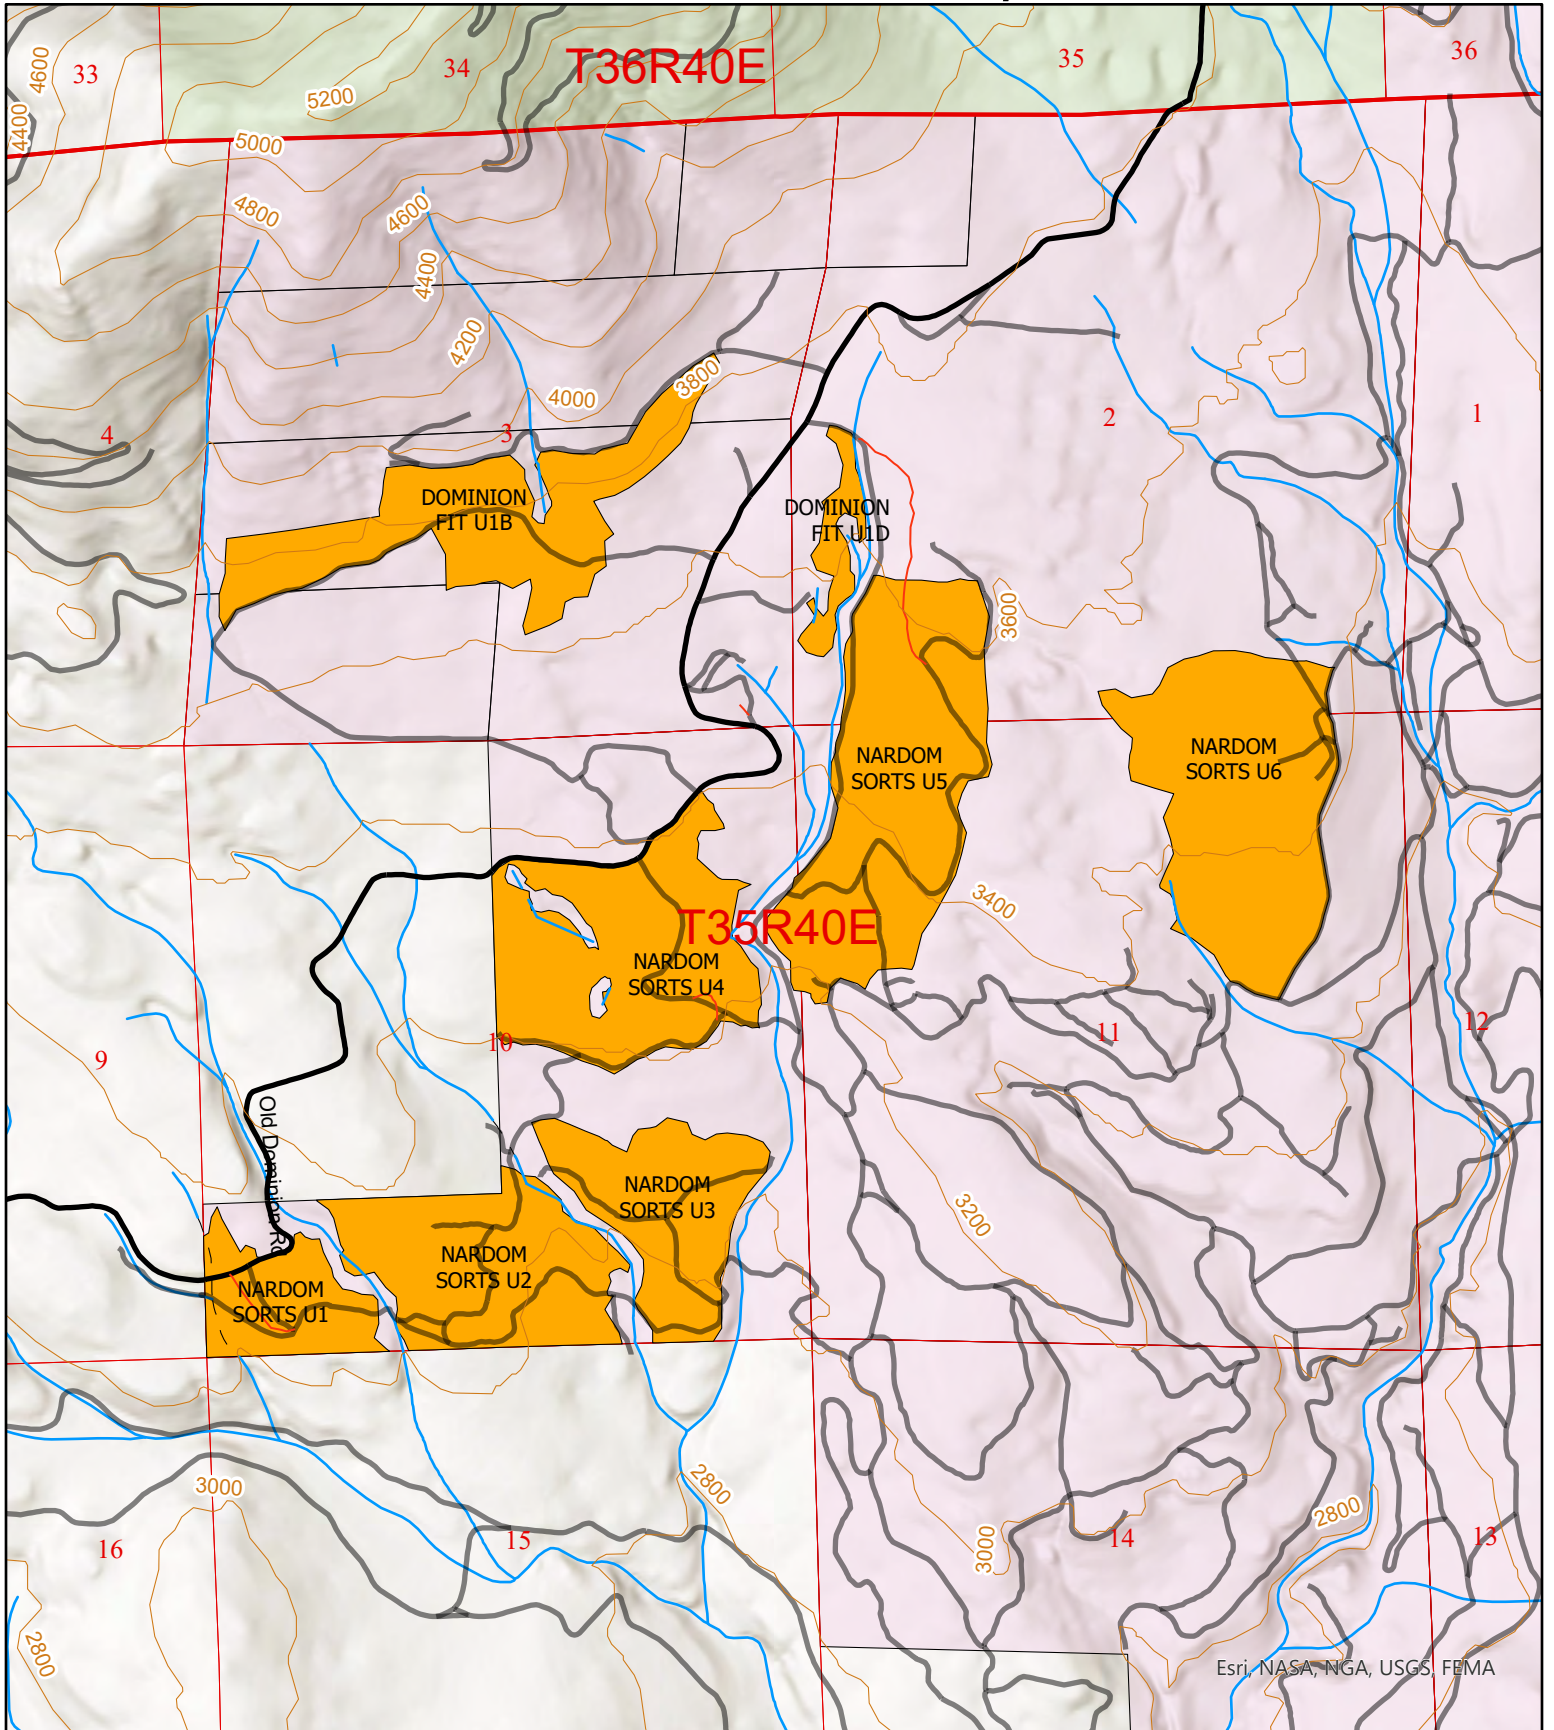 33
34
T36R40E
35
36
4600
4400
5200
5000
4800
4600
4400
4200
4000
3800
4
3
2
1
DOMINION
FIT U1B
DOMINION
FIT U1D
3600
NARDOM
SORTS U5
NARDOM
SORTS U6
3400
T35R40E
NARDOM
SORTS U4
9
10
11
12
Old Dominion Rd
NARDOM
SORTS U3
3200
NARDOM
SORTS U2
NARDOM
SORTS U1
3000
2800
2800
3000
16
15
14
13
2800
Esri, NASA, NGA, USGS, FEMA